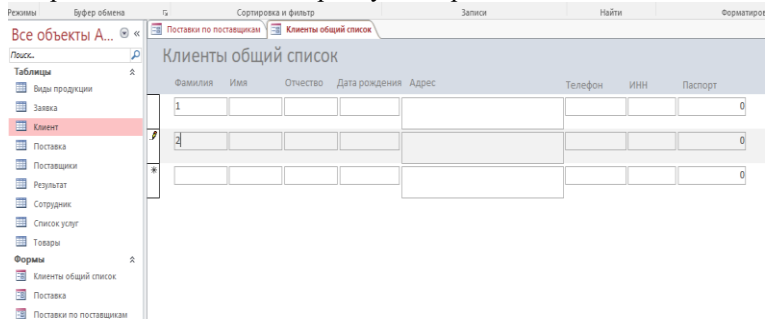 Режимы Буфер обмена Сортировка и фильтр Записи Найти
Все объекты A... «
Поиск...
Таблицы
Виды продукции
Заявка
Клиент
Поставка
Поставщики
Результат
Сотрудник
Список услуг
Товары
Формы
Клиенты общий список
Поставка
Поставки по поставщикам
Поставки по поставщикам Клиенты общий список
Клиенты общий список
Фамилия Имя Отчество Дата рождения Адрес Телефон ИНН Паспорт
1 0
2 0
* 0